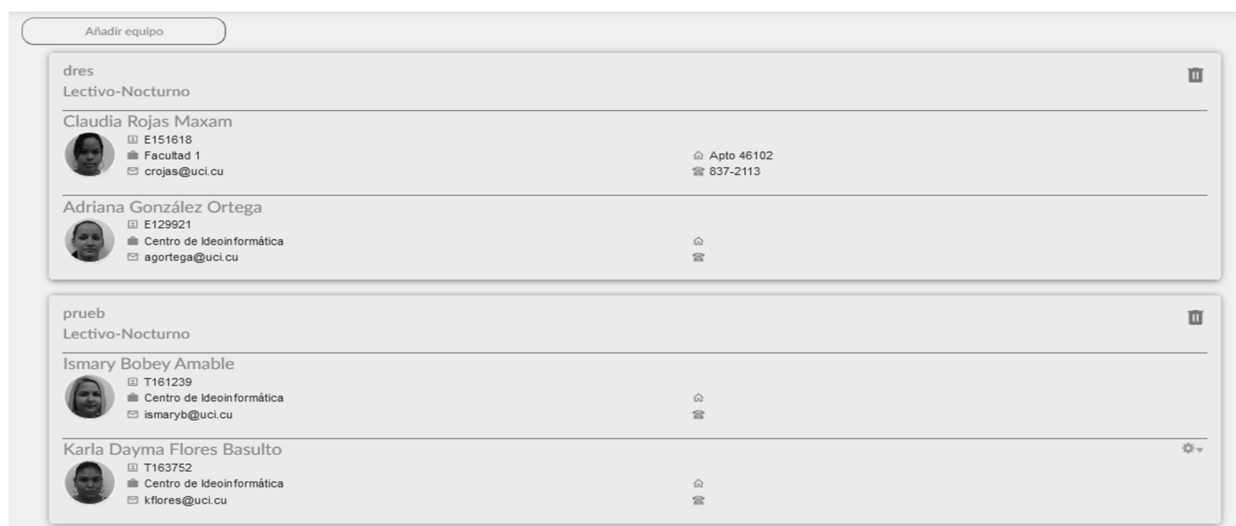 Añadir equipo
dres
Lectivo-Nocturno
Claudia Rojas Maxam
E151618
Facultad 1
Apto 46102
crojas@uci.cu
837-2113
Adriana González Ortega
E129921
Centro de Ideoinformática
agortega@uci.cu
prueb
Lectivo-Nocturno
Ismary Bobey Amable
T161239
Centro de Ideoinformática
ismaryb@uci.cu
Karla Dayma Flores Basulto
T163752
Centro de Ideoinformática
kflores@uci.cu